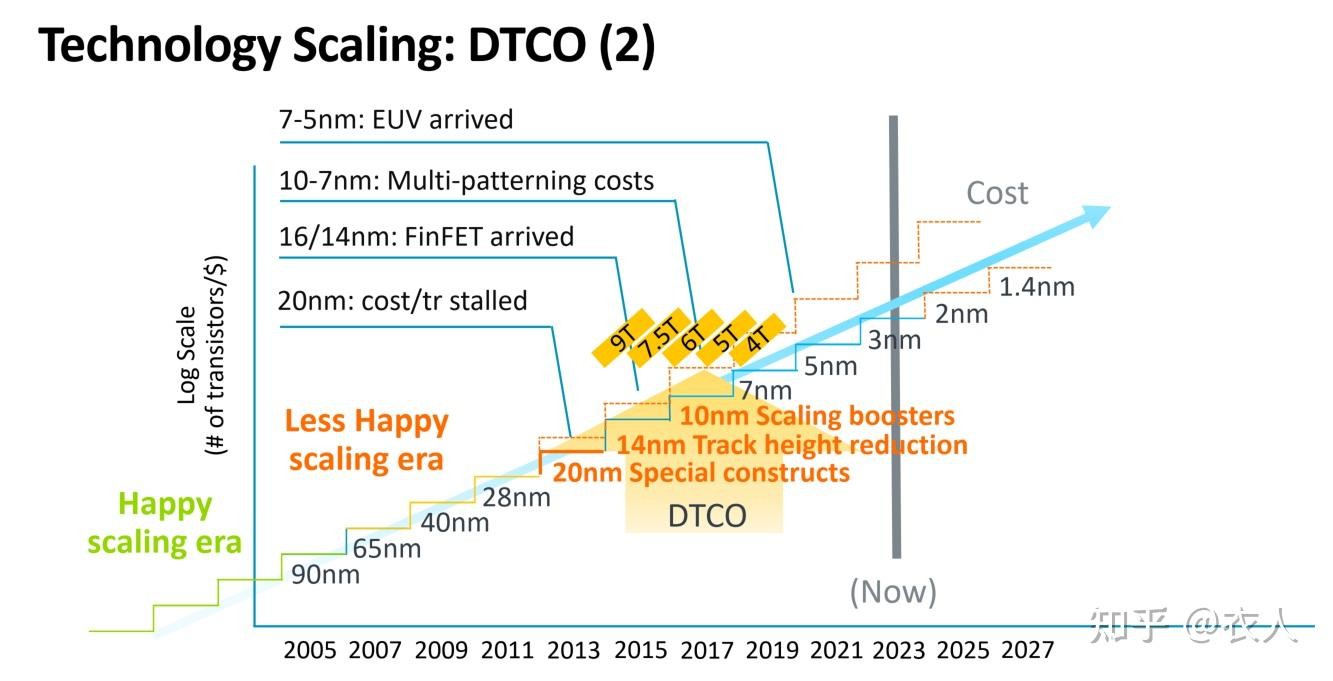 Technology Scaling: DTCO (2)
7-5nm: EUV arrived
10-7nm: Multi-patterning costs
16/14nm: FinFET arrived
20nm: cost/tr stalled
Cost
Log Scale
(# of transistors/$)
9T
7.5T
6T
5T
4T
1.4nm
2nm
3nm
5nm
7nm
10nm Scaling boosters
14nm Track height reduction
20nm Special constructs
Less Happy
scaling era
28nm
DTCO
Happy
scaling era
40nm
65nm
90nm
(Now)
知乎 @衣人
2005 2007 2009 2011 2013 2015 2017 2019 2021 2023 2025 2027